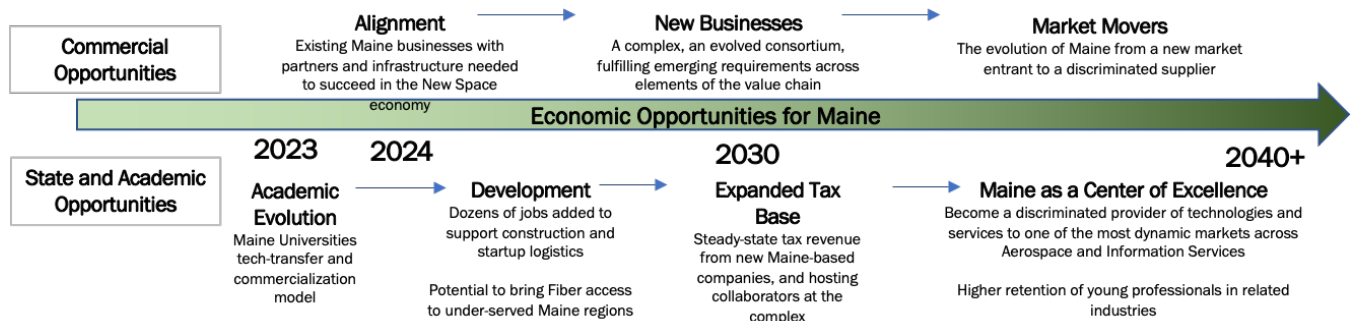 Commercial
Opportunities
Alignment
Existing Maine businesses with
partners and infrastructure needed
to succeed in the New Space
economy
New Businesses
A complex, an evolved consortium,
fulfilling emerging requirements across
elements of the value chain
Market Movers
The evolution of Maine from a new market
entrant to a discriminated supplier
Economic Opportunities for Maine
2023
2024
2030
2040+
State and Academic
Opportunities
Academic
Evolution
Maine Universities
tech-transfer and
commercialization
model
Development
Dozens of jobs added to
support construction and
startup logistics
Potential to bring Fiber access
to under-served Maine regions
Expanded Tax
Base
Steady-state tax revenue
from new Maine-based
companies, and hosting
collaborators at the
complex
Maine as a Center of Excellence
Become a discriminated provider of technologies and
services to one of the most dynamic markets across
Aerospace and Information Services
Higher retention of young professionals in related
industries